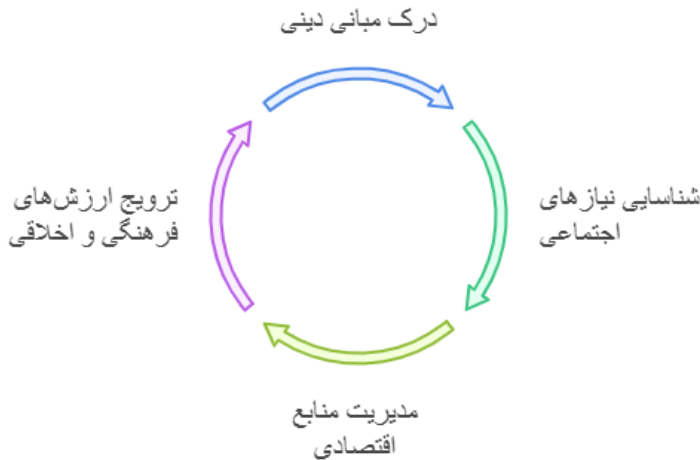 درک مبانی دینی
شناسایی نیازهای
اجتماعی
مدیریت منابع
اقتصادی
ترویج ارزش‌های
فرهنگی و اخلاقی